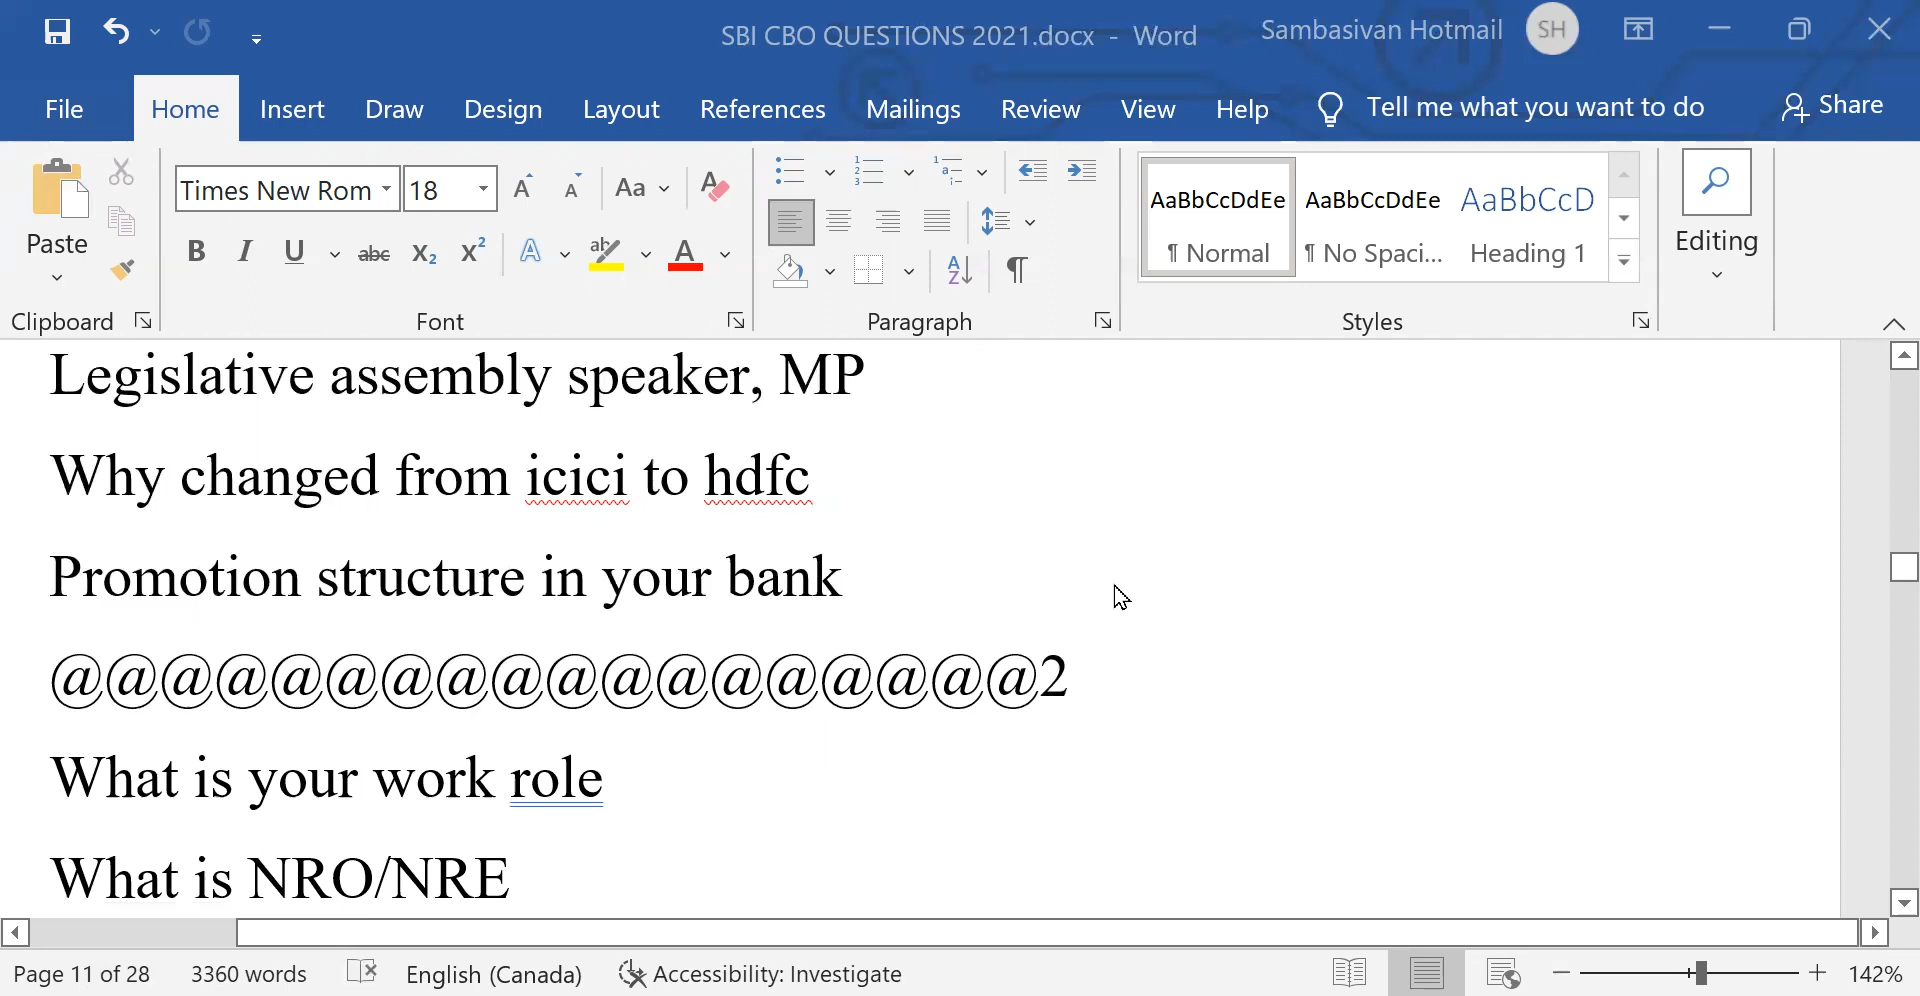 SBI CBO QUESTIONS 2021.docx - Word
Sambasivan Hotmail
SH
File
Home
Insert
Draw
Design
Layout
References
Mailings
Review
View
Help
Tell me what you want to do
Share
Paste
Clipboard
Times New Rom
18
Font
Paragraph
AaBbCcDdEe
¶ Normal
AaBbCcDdEe
¶ No Spaci...
AaBbCcD
Heading 1
Styles
Editing
Legislative assembly speaker, MP
Why changed from icici to hdfc
Promotion structure in your bank
@@@@@@@@@@@@@@@@@@2
What is your work role
What is NRO/NRE
Page 11 of 28
3360 words
English (Canada)
Accessibility: Investigate
142%